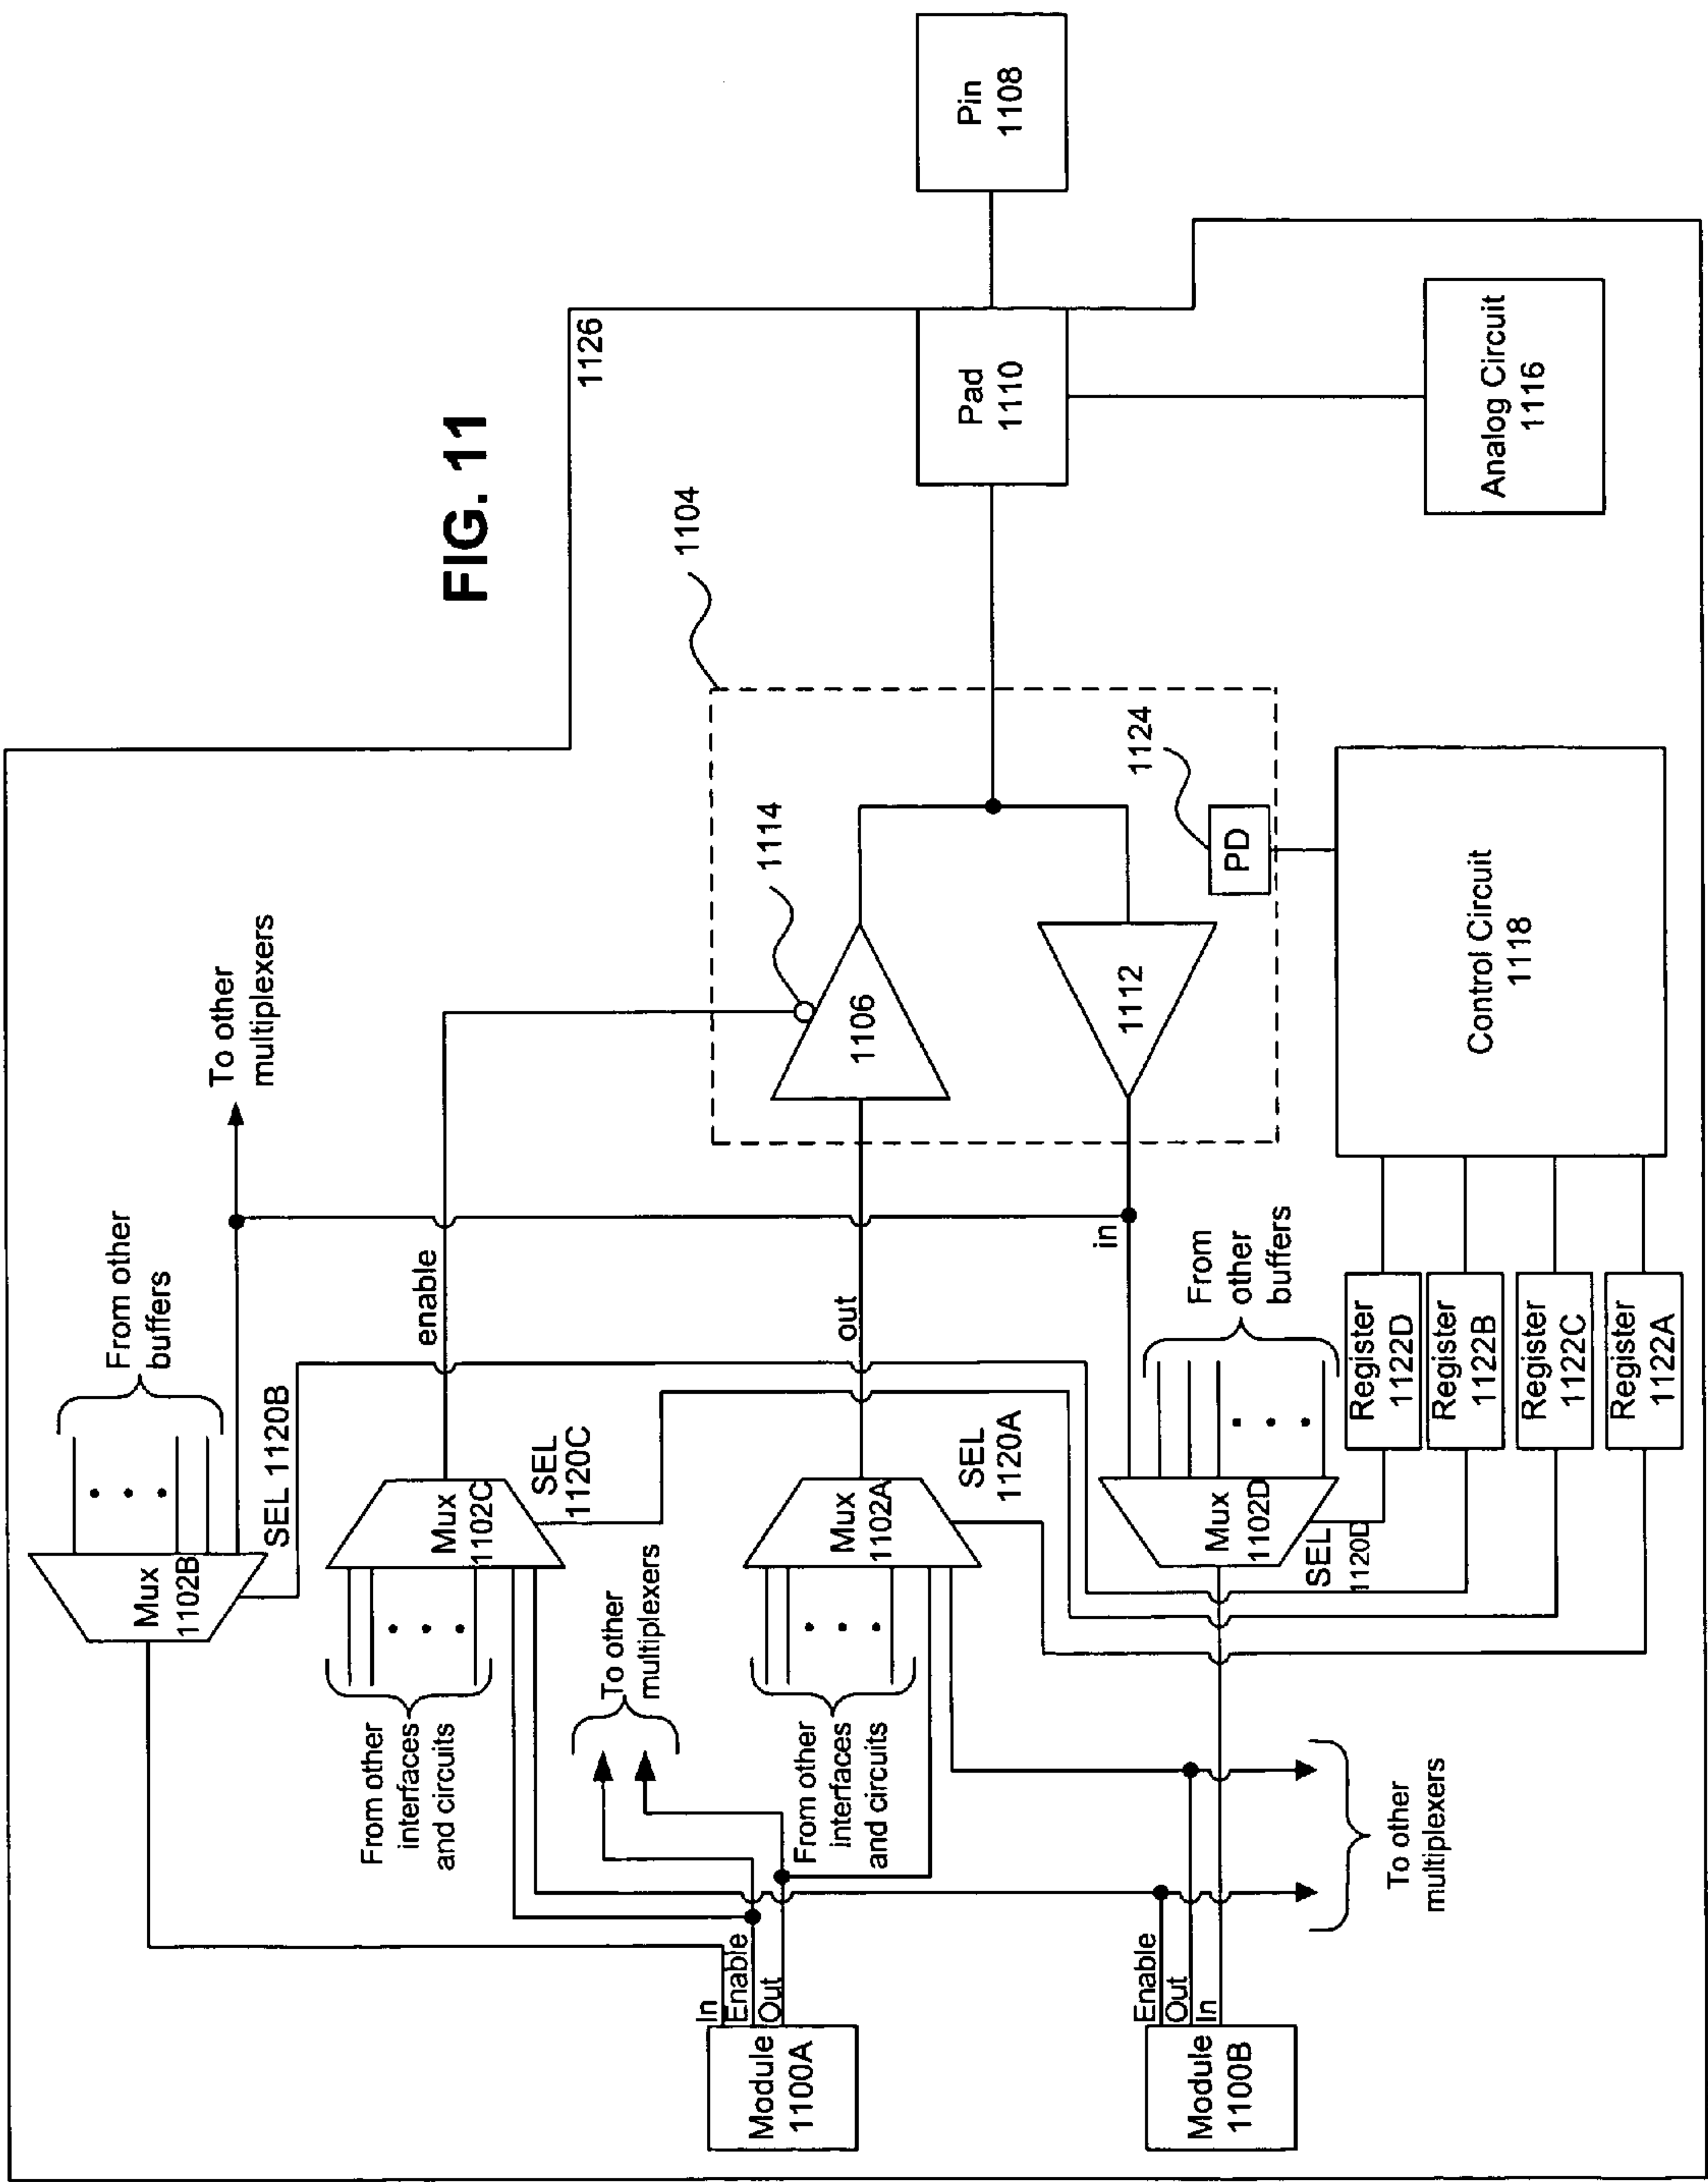 FIG. 11
1126
Pin
1108
Pad
1110
Analog Circuit
1116
1104
1114
1106
1112
1124
PD
Control Circuit
1118
To other
multiplexers
From other
buffers
Mux
1102B
SEL 1120B
enable
Mux
1102C
SEL
1120C
From other
interfaces
and circuits
To other
multiplexers
out
Mux
1102A
SEL
1120A
From other
interfaces
and circuits
in
From
other
buffers
Mux
1102D
SEL
1120D
Register
1122D
Register
1122B
Register
1122C
Register
1122A
In
Enable
Out
Module
1100A
Enable
Out
In
Module
1100B
To other
multiplexers